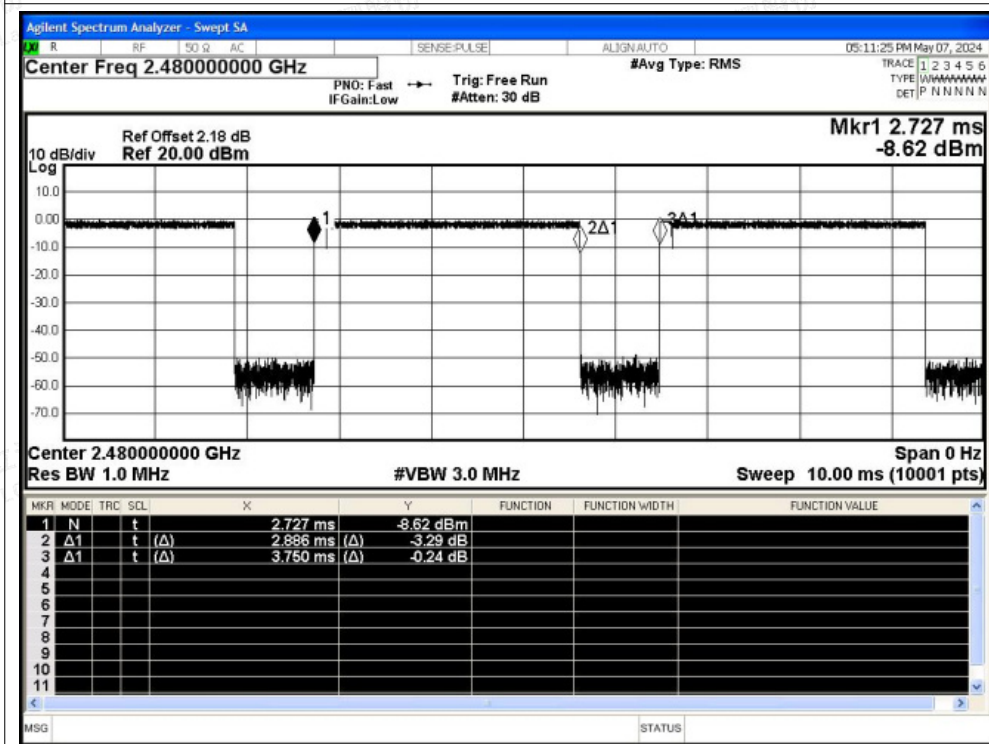 Agilent Spectrum Analyzer - Swept SA
R RF 50 Ω AC SENSE:PULSE ALIGN AUTO 05:11:25 PM May 07, 2024
Center Freq 2.480000000 GHz #Avg Type: RMS TRACE 1 2 3 4 5 6
PNO: Fast Trig: Free Run TYPE
IFGain:Low #Atten: 30 dB DET P N N N N N
Mkr1 2.727 ms
Ref Offset 2.18 dB
10 dB/div Ref 20.00 dBm -8.62 dBm
Log
10.0
0.00
1
2Δ1
3Δ1
-10.0
-20.0
-30.0
-40.0
-50.0
-60.0
-70.0
Center 2.480000000 GHz Span 0 Hz
Res BW 1.0 MHz #VBW 3.0 MHz Sweep 10.00 ms (10001 pts)
MKR MODE TRC SCL X Y FUNCTION FUNCTION WIDTH FUNCTION VALUE
1 N t 2.727 ms -8.62 dBm
2 Δ1 t (Δ) 2.886 ms (Δ) -3.29 dB
3 Δ1 t (Δ) 3.750 ms (Δ) -0.24 dB
4
5
6
7
8
9
10
11
MSG STATUS